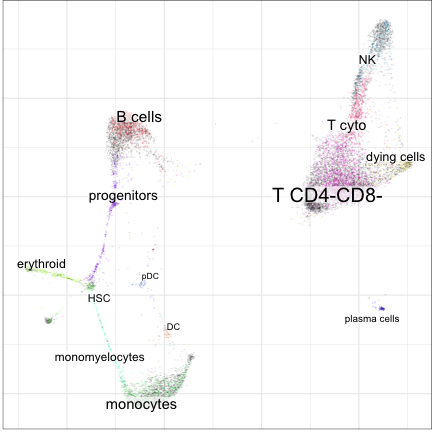 NK
B cells
T cyto
dying cells
progenitors
T CD4-CD8-
erythroid
pDC
HSC
plasma cells
DC
monomyelocytes
monocytes